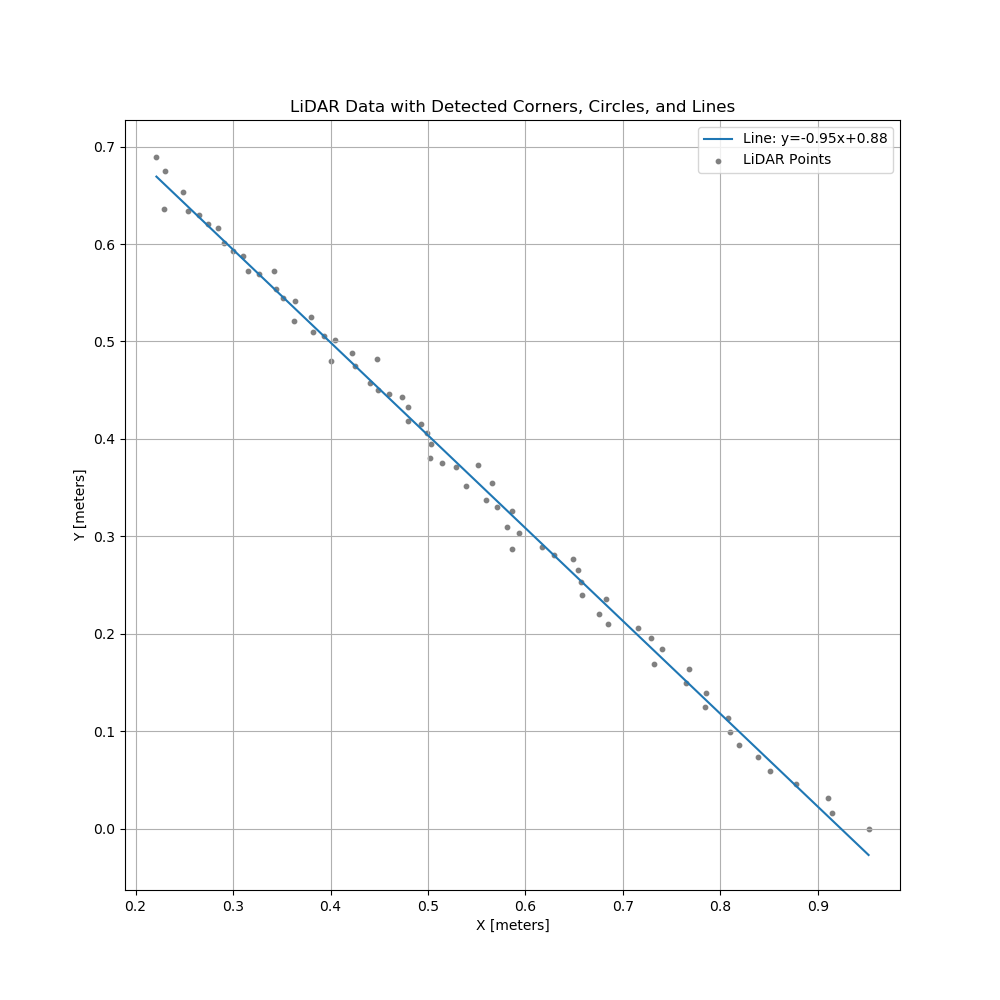 LiDAR Data with Detected Corners, Circles, and Lines
Line: y=-0.95x+0.88
LiDAR Points
0.7
0.6
0.5
0.4
0.3
0.2
0.1
0.0
Y [meters]
0.2 0.3 0.4 0.5 0.6 0.7 0.8 0.9
X [meters]